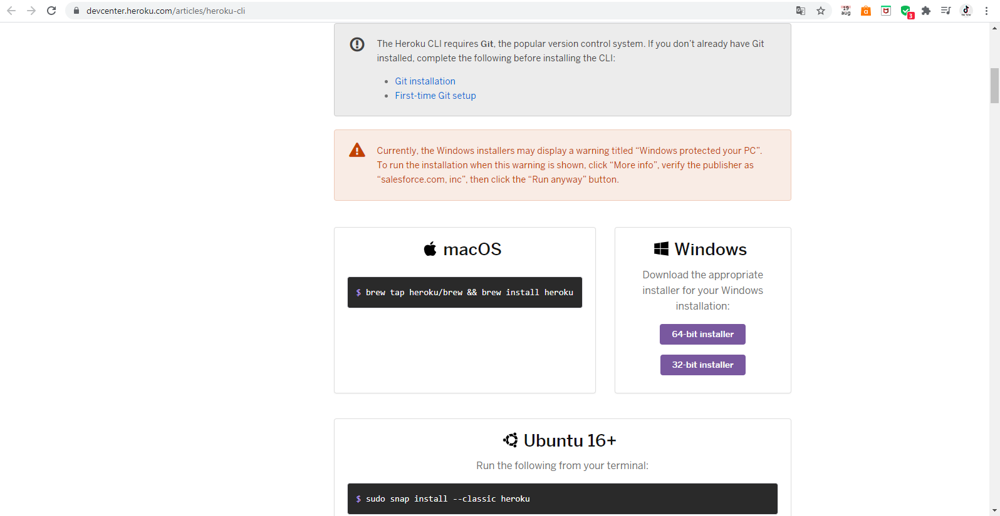 devcenter.heroku.com/articles/heroku-cli
19
aug
a
3
The Heroku CLI requires Git, the popular version control system. If you don’t already have Git
installed, complete the following before installing the CLI:
Git installation
First-time Git setup
Currently, the Windows installers may display a warning titled “Windows protected your PC”.
To run the installation when this warning is shown, click “More info”, verify the publisher as
“salesforce.com, inc”, then click the “Run anyway” button.
macOS
$ brew tap heroku/brew && brew install heroku
Windows
Download the appropriate
installer for your Windows
installation:
64-bit installer
32-bit installer
Ubuntu 16+
Run the following from your terminal:
$ sudo snap install --classic heroku